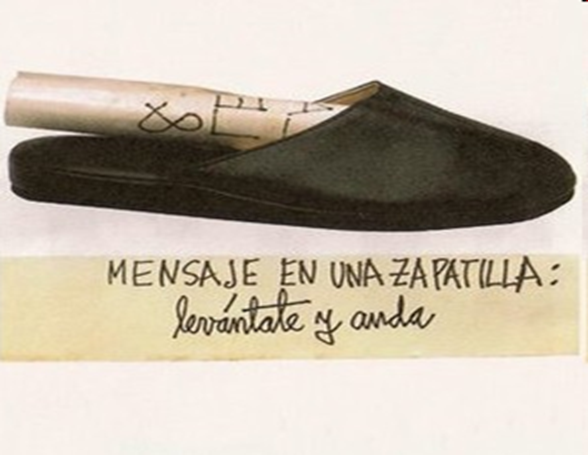 MENSAJE EN UNA ZAPATILLA:
levántate y anda